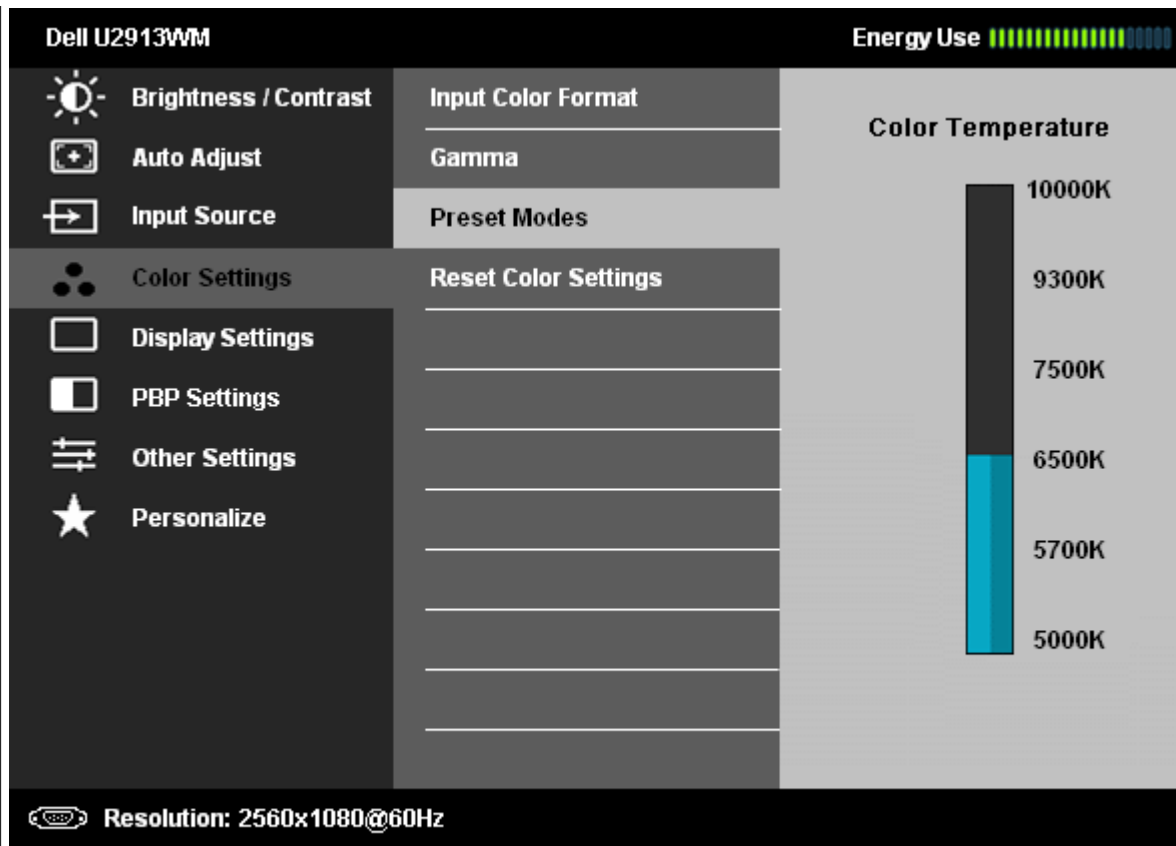 Dell U2913WM
Energy Use
Brightness / Contrast
Auto Adjust
Input Source
Color Settings
Display Settings
PBP Settings
Other Settings
Personalize
Input Color Format
Gamma
Preset Modes
Reset Color Settings
Color Temperature
10000K
9300K
7500K
6500K
5700K
5000K
Resolution: 2560x1080@60Hz